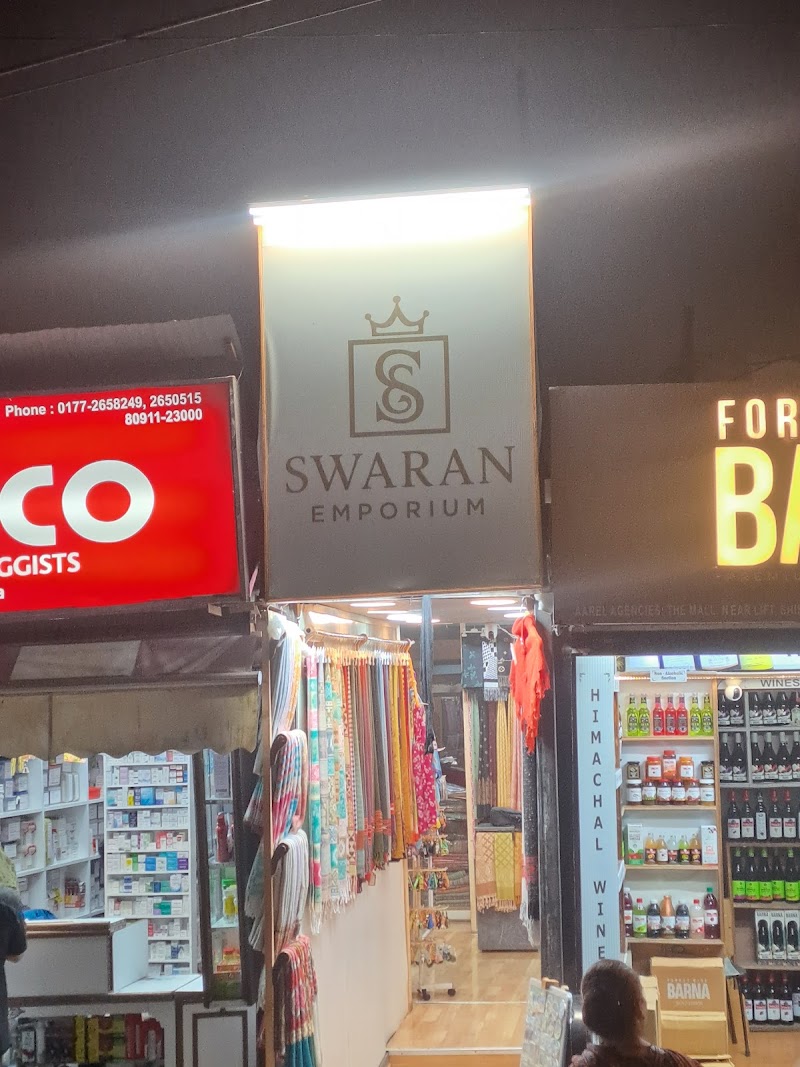 Phone : 0177-2658249, 2650515
80911-23000
CO
GGISTS
a
S
SWARAN
EMPORIUM
FOR
BA
AAREL AGENCIES, THE MALL, NEAR LIFT, SHI
WINES
HIMACHAL WINE
BARNA